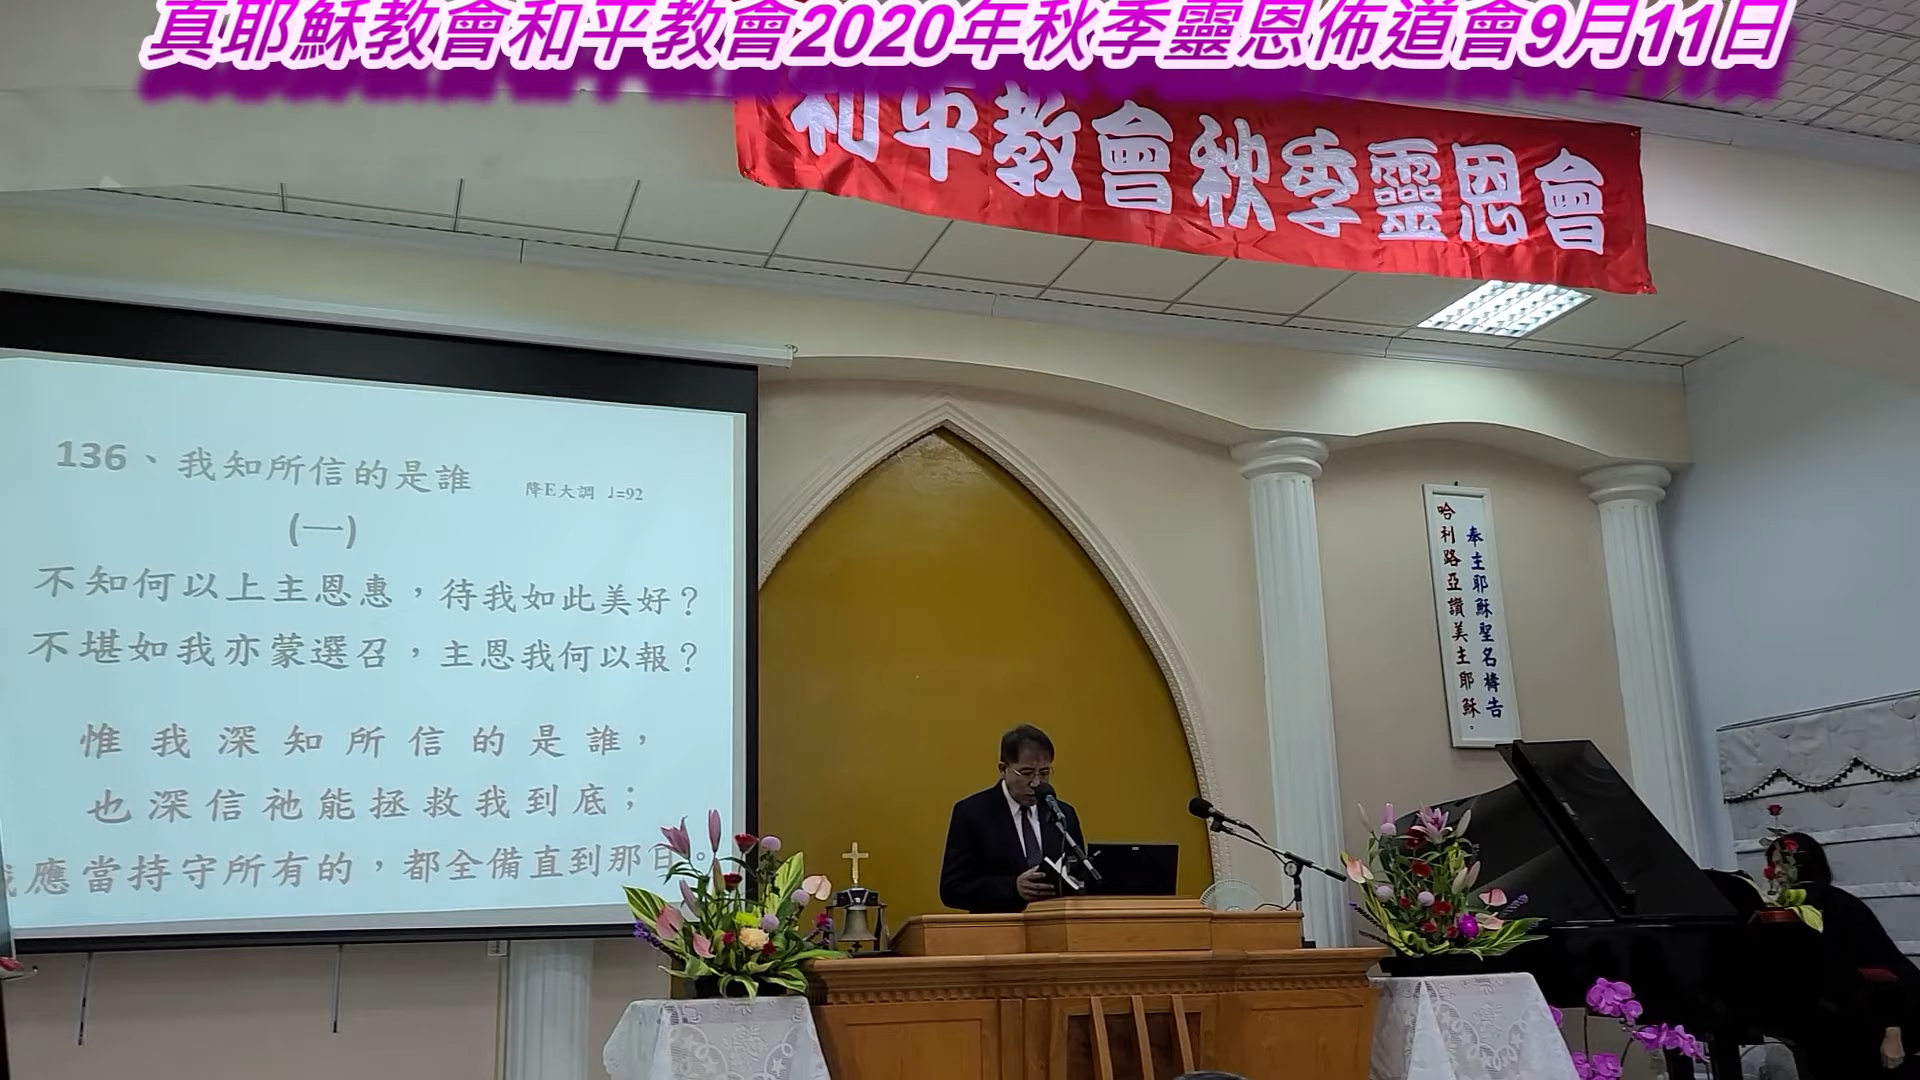 真耶穌教會和平教會2020年秋季靈恩佈道會9月11日
和平教會秋季靈恩會
136、我知所信的是誰 降E大調 ♩=92
(一)
不知何以上主恩惠，待我如此美好？
不堪如我亦蒙選召，主恩我何以報？
惟我深知所信的是誰，
也深信祂能拯救我到底；
我應當持守所有的，都全備直到那日。
奉主耶穌聖名禱告
哈利路亞讚美主耶穌。